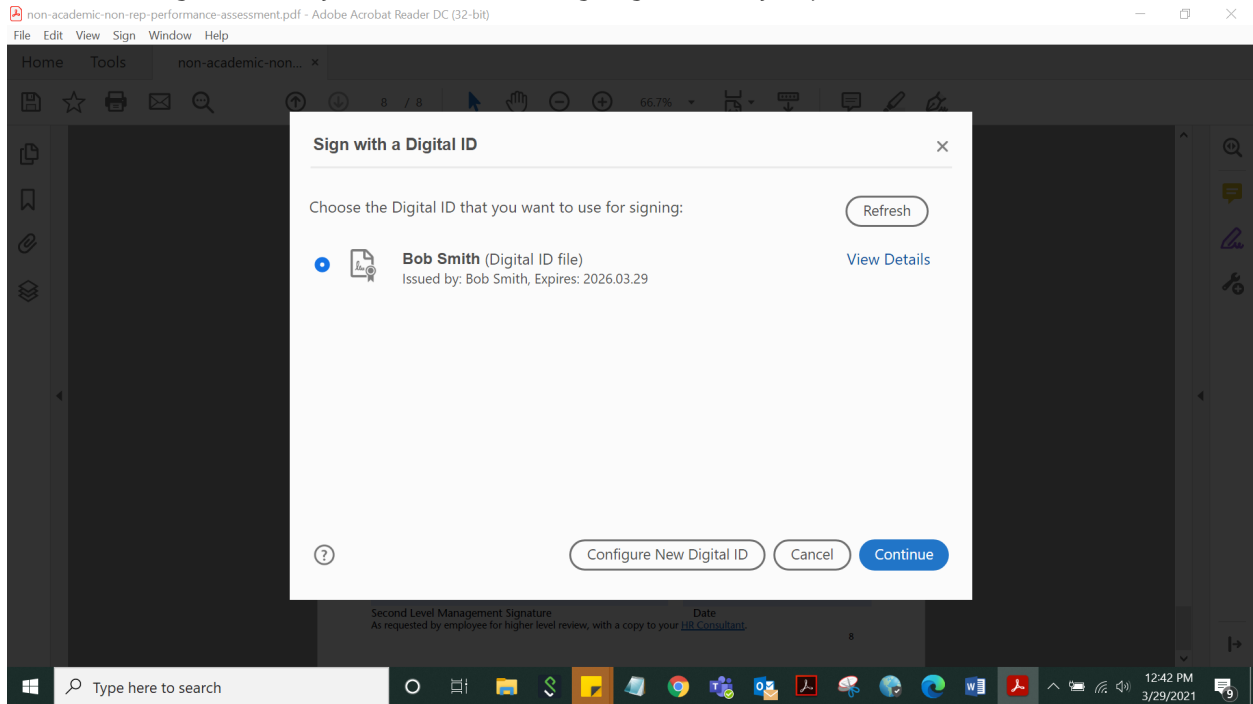 non-academic-non-rep-performance-assessment.pdf - Adobe Acrobat Reader DC (32-bit)
File Edit View Sign Window Help
Home Tools non-academic-non... ×
8 / 8 66.7%
Sign with a Digital ID
Choose the Digital ID that you want to use for signing:
Refresh
Bob Smith (Digital ID file)
View Details
Issued by: Bob Smith, Expires: 2026.03.29
Configure New Digital ID Cancel Continue
Second Level Management Signature Date
As requested by employee for higher level review, with a copy to your HR Consultant.
8
Type here to search
12:42 PM
3/29/2021
9